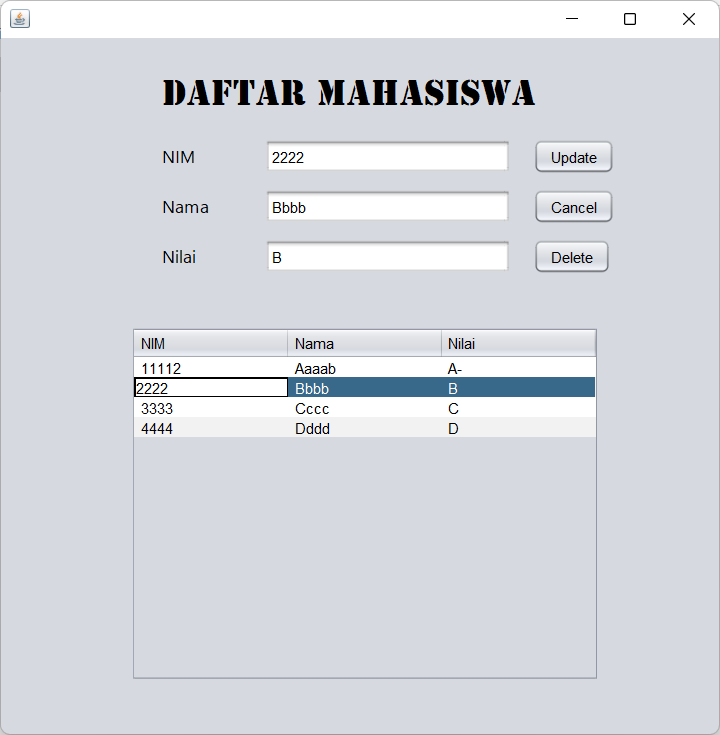 DAFTAR MAHASISWA
NIM 2222 Update
Nama Bbbb Cancel
Nilai B Delete
NIM Nama Nilai
11112 Aaaab A-
2222 Bbbb B
3333 Cccc C
4444 Dddd D